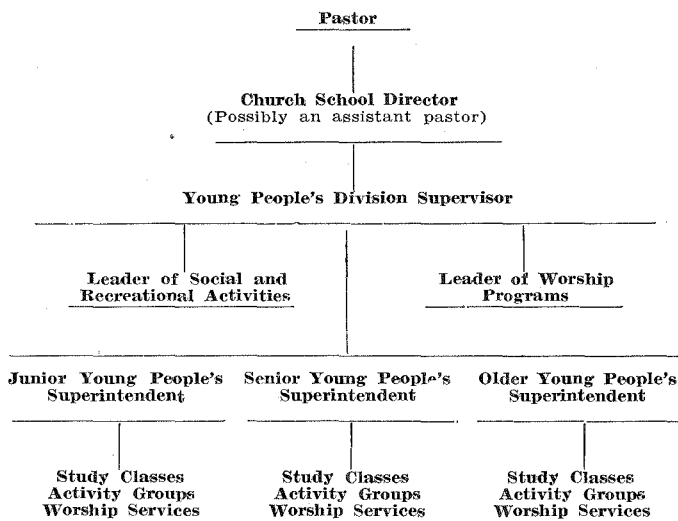 Pastor
Church School Director
(Possibly an assistant pastor)
Young People's Division Supervisor
Leader of Social and
Recreational Activities
Leader of Worship
Programs
Junior Young People's
Superintendent
Senior Young People's
Superintendent
Older Young People's
Superintendent
Study Classes
Activity Groups
Worship Services
Study Classes
Activity Groups
Worship Services
Study Classes
Activity Groups
Worship Services